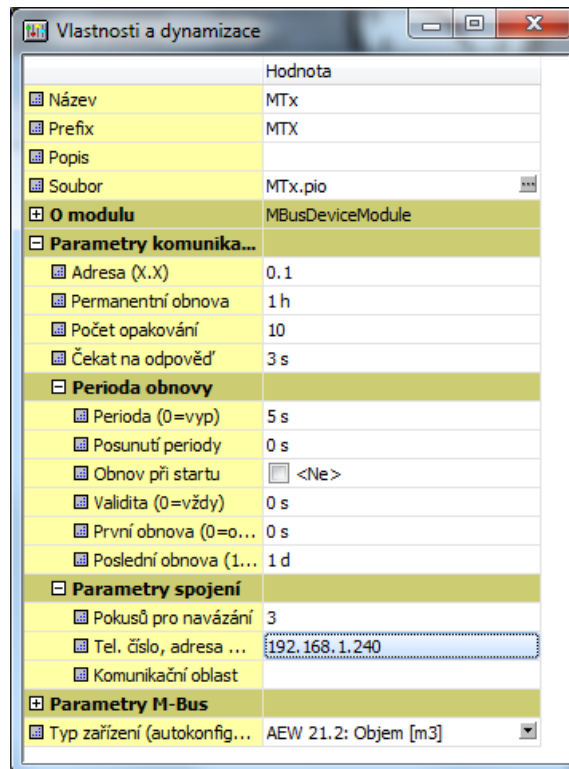 Vlastnosti a dynamizace
Hodnota
Název MTx
Prefix MTX
Popis
Soubor MTx.pio ...
O modulu MBusDeviceModule
Parametry komunika...
Adresa (X.X) 0.1
Permanentní obnova 1 h
Počet opakování 10
Čekat na odpověď 3 s
Perioda obnovy
Perioda (0=vyp) 5 s
Posunutí periody 0 s
Obnov při startu <Ne>
Validita (0=vždy) 0 s
První obnova (0=o... 0 s
Poslední obnova (1... 1 d
Parametry spojení
Pokusů pro navázání 3
Tel. číslo, adresa ... 192.168.1.240
Komunikační oblast
Parametry M-Bus
Typ zařízení (autokonfig... AEW 21.2: Objem [m3]